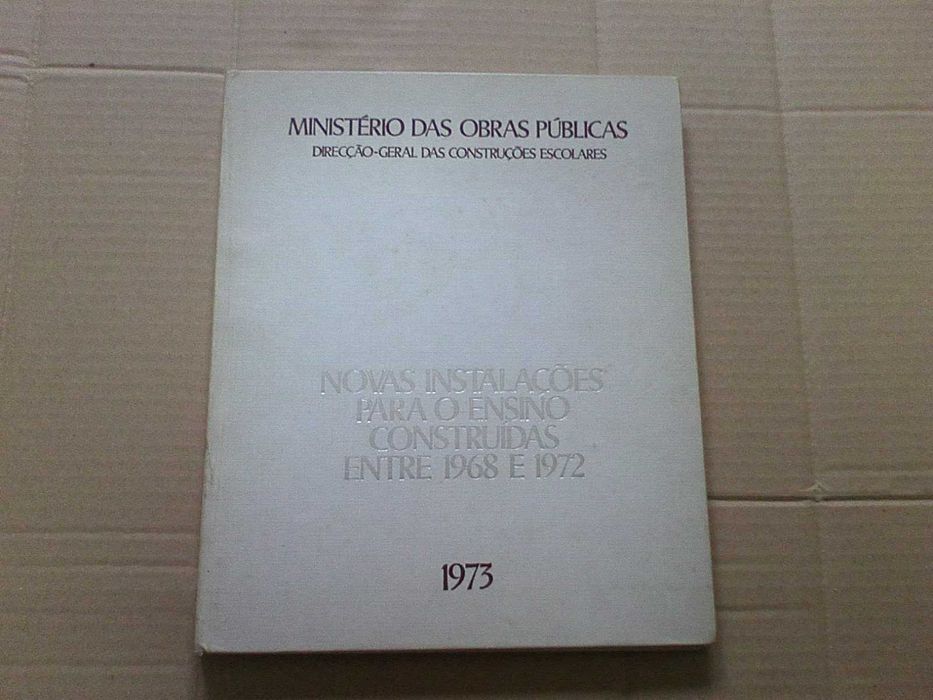 MINISTÉRIO DAS OBRAS PÚBLICAS
DIRECÇÃO-GERAL DAS CONSTRUÇÕES ESCOLARES
NOVAS INSTALAÇÕES
PARA O ENSINO
CONSTRUIDAS
ENTRE 1968 E 1972
1973